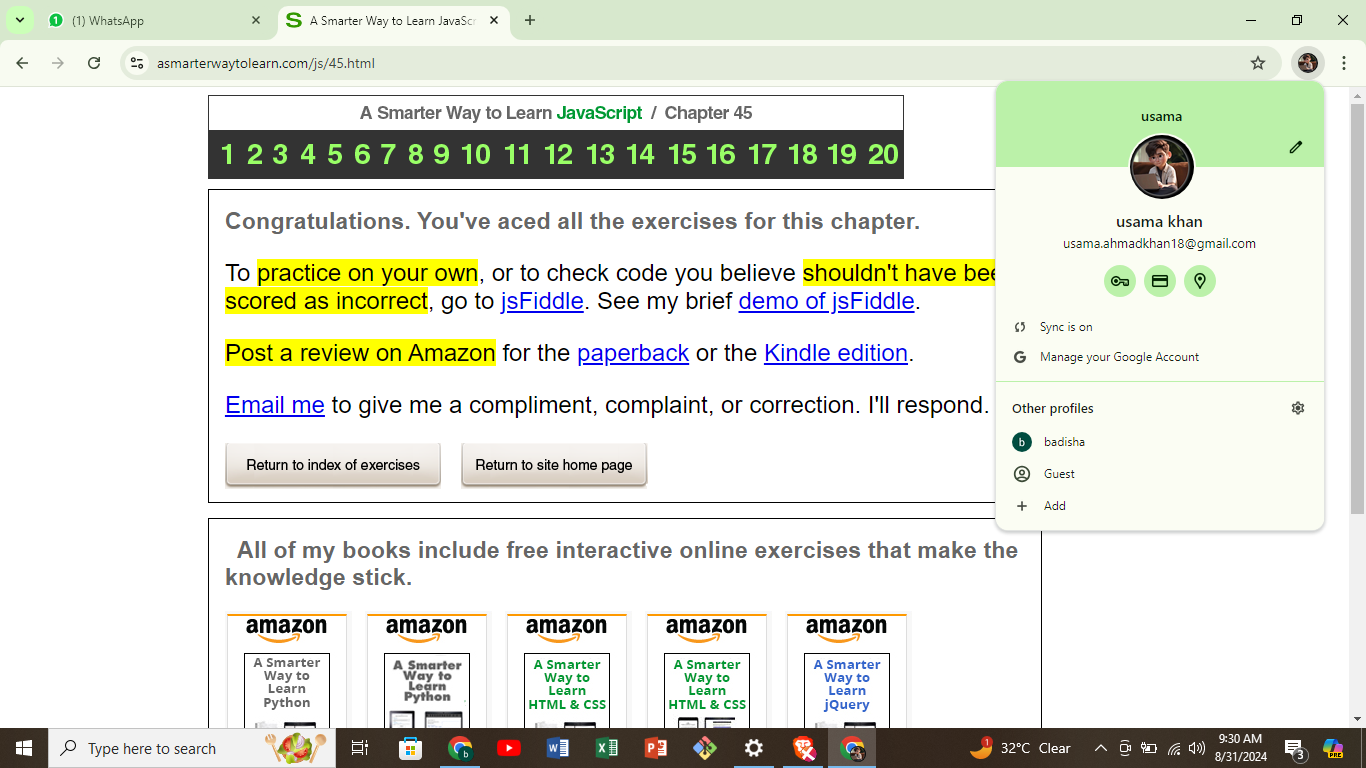 (1) WhatsApp
A Smarter Way to Learn JavaScr
asmarterwaytolearn.com/js/45.html
A Smarter Way to Learn JavaScript / Chapter 45
1 2 3 4 5 6 7 8 9 10 11 12 13 14 15 16 17 18 19 20
Congratulations. You've aced all the exercises for this chapter.
To practice on your own, or to check code you believe shouldn't have bee
scored as incorrect, go to jsFiddle. See my brief demo of jsFiddle.
Post a review on Amazon for the paperback or the Kindle edition.
Email me to give me a compliment, complaint, or correction. I'll respond.
Return to index of exercises
Return to site home page
usama
usama khan
usama.ahmadkhan18@gmail.com
Sync is on
Manage your Google Account
Other profiles
b badisha
Guest
Add
All of my books include free interactive online exercises that make the
knowledge stick.
amazon amazon amazon amazon amazon
A Smarter
Way to
Learn
Python
A Smarter
Way to
Learn
Python
A Smarter
Way to
Learn
HTML & CSS
A Smarter
Way to
Learn
HTML & CSS
A Smarter
Way to
Learn
jQuery
Type here to search
32°C Clear
9:30 AM
8/31/2024